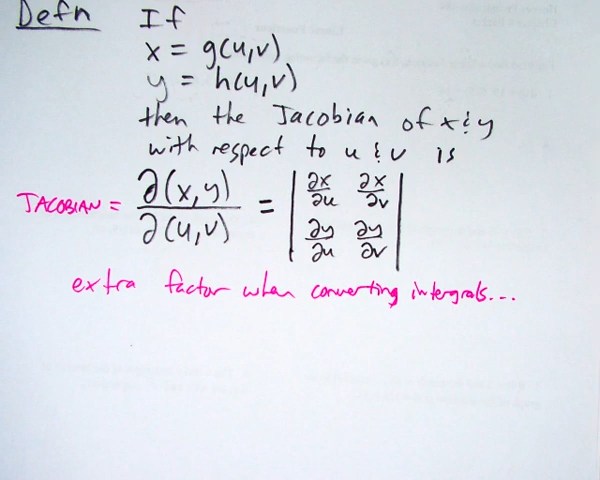 Defn If
x = g(u,v)
y = h(u,v)
then the Jacobian of x & y
with respect to u & v is
JACOBIAN = ∂(x,y)/∂(u,v) = | ∂x/∂u ∂x/∂v |
| ∂y/∂u ∂y/∂v |
extra factor when converting intergrals...